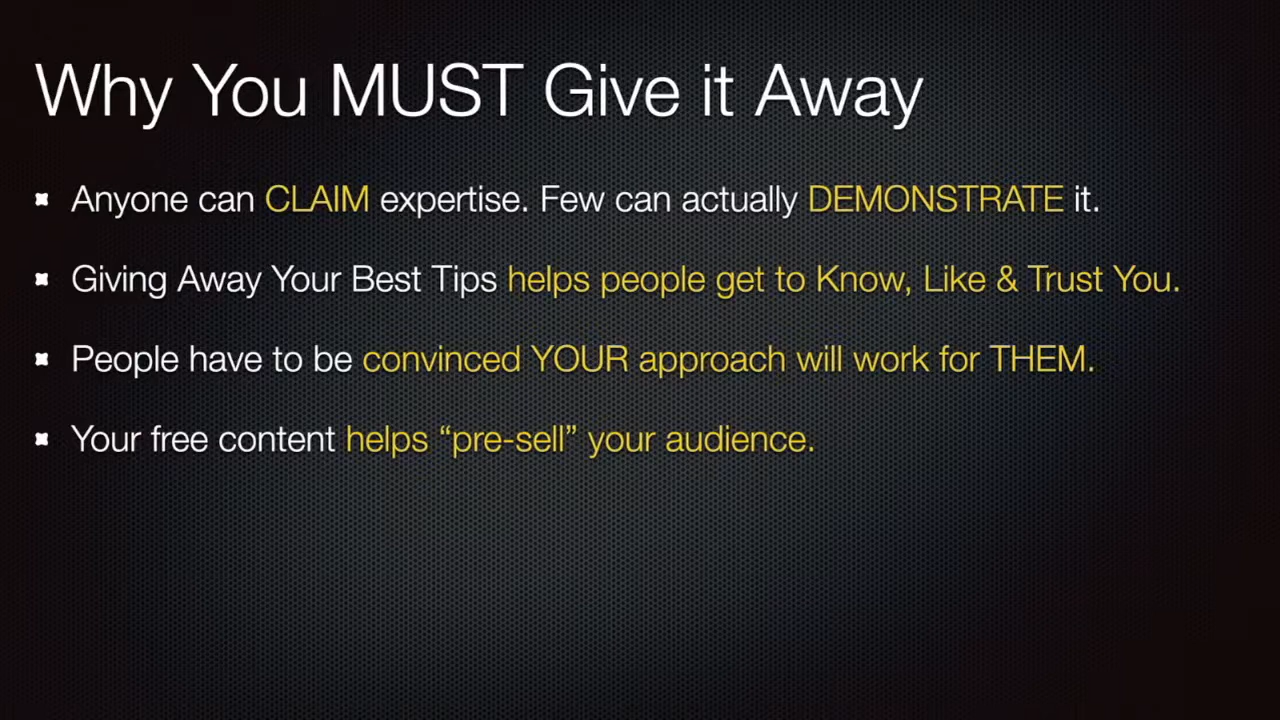 Why You MUST Give it Away
Anyone can CLAIM expertise. Few can actually DEMONSTRATE it.
Giving Away Your Best Tips helps people get to Know, Like & Trust You.
People have to be convinced YOUR approach will work for THEM.
Your free content helps “pre-sell” your audience.